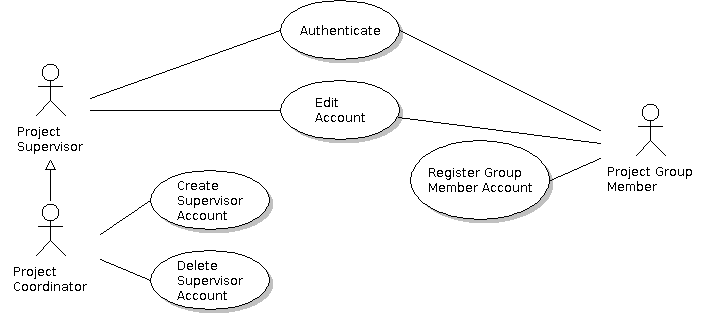 Authenticate
Edit
Account
Project
Supervisor
Register Group
Member Account
Project Group
Member
Create
Supervisor
Account
Project
Coordinator
Delete
Supervisor
Account